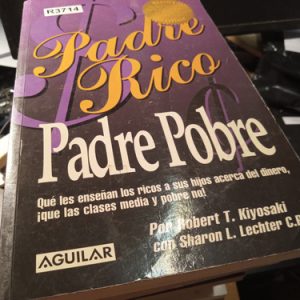 R3714
Padre
Rico
Padre Pobre
Qué les enseñan los ricos a sus hijos acerca del dinero,
¡que las clases media y pobre no!
Por Robert T. Kiyosaki
con Sharon L. Lechter C.P.
AGUILAR